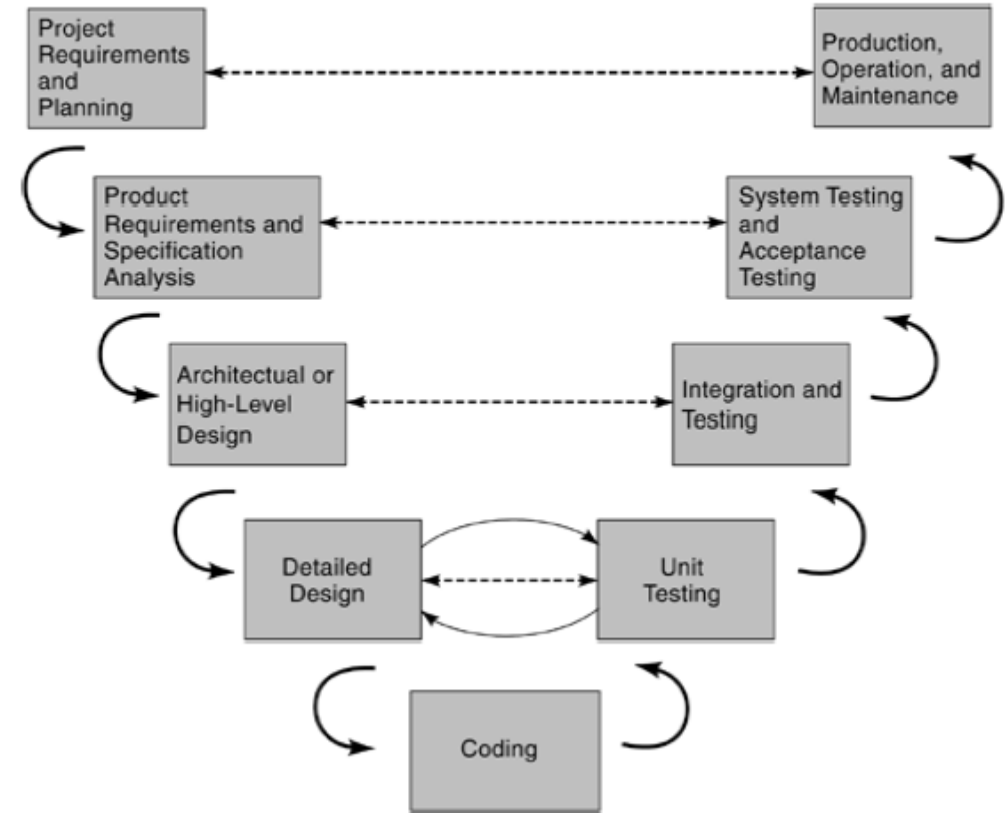 Project
Requirements
and
Planning
Production,
Operation, and
Maintenance
Product
Requirements and
Specification
Analysis
System Testing
and
Acceptance
Testing
Architectual or
High-Level
Design
Integration and
Testing
Detailed
Design
Unit
Testing
Coding